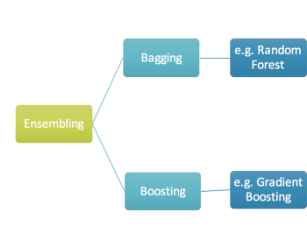 Ensembling
Bagging
e.g. Random
Forest
Boosting
e.g. Gradient
Boosting